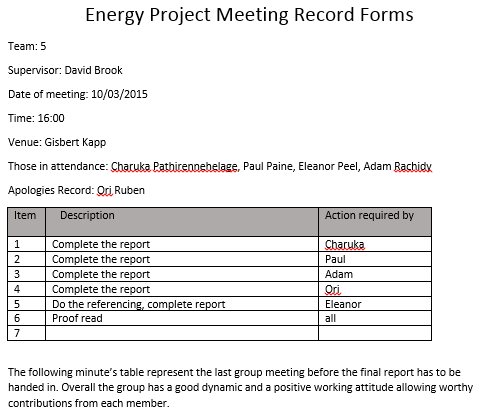 Energy Project Meeting Record Forms
Team: 5
Supervisor: David Brook
Date of meeting: 10/03/2015
Time: 16:00
Venue: Gisbert Kapp
Those in attendance: Charuka Pathirennehelage, Paul Paine, Eleanor Peel, Adam Rachidy
Apologies Record: Ori Ruben
Item Description Action required by
1 Complete the report Charuka
2 Complete the report Paul
3 Complete the report Adam
4 Complete the report Ori
5 Do the referencing, complete report Eleanor
6 Proof read all
7
The following minute's table represent the last group meeting before the final report has to be
handed in. Overall the group has a good dynamic and a positive working attitude allowing worthy
contributions from each member.